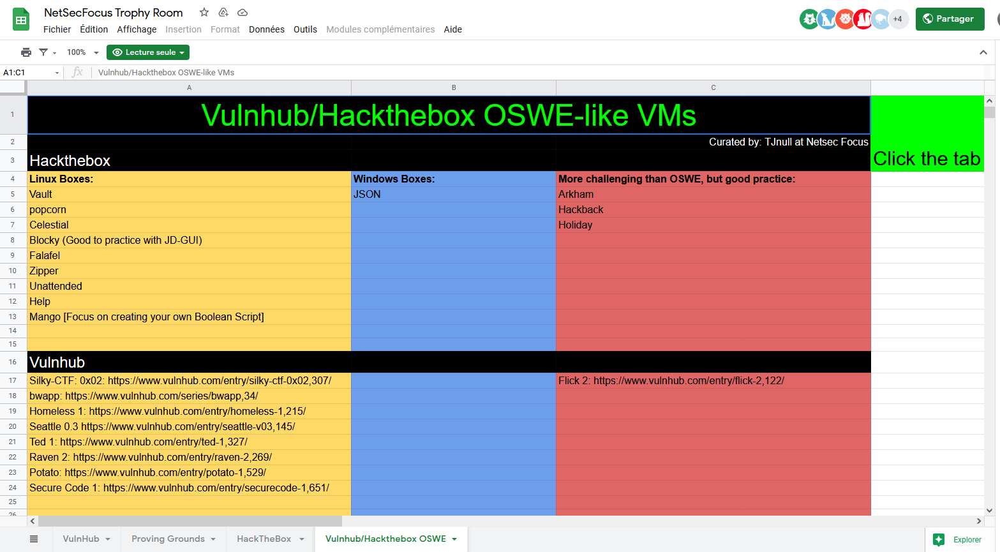 NetSecFocus Trophy Room
Fichier Édition Affichage Insertion Format Données Outils Modules complémentaires Aide
+4
Partager
100%
Lecture seule
A1:C1
fx
Vulnhub/Hackthebox OSWE-like VMs
A B C
1 Vulnhub/Hackthebox OSWE-like VMs
Click the tab
2 Curated by: TJnull at Netsec Focus
3 Hackthebox
4 Linux Boxes: Windows Boxes: More challenging than OSWE, but good practice:
5 Vault JSON Arkham
6 popcorn Hackback
7 Celestial Holiday
8 Blocky (Good to practice with JD-GUI)
9 Falafel
10 Zipper
11 Unattended
12 Help
13 Mango [Focus on creating your own Boolean Script]
14
15
16 Vulnhub
17 Silky-CTF: 0x02: https://www.vulnhub.com/entry/silky-ctf-0x02,307/ Flick 2: https://www.vulnhub.com/entry/flick-2,122/
18 bwapp: https://www.vulnhub.com/series/bwapp,34/
19 Homeless 1: https://www.vulnhub.com/entry/homeless-1,215/
20 Seattle 0.3 https://www.vulnhub.com/entry/seattle-v03,145/
21 Ted 1: https://www.vulnhub.com/entry/ted-1,327/
22 Raven 2: https://www.vulnhub.com/entry/raven-2,269/
23 Potato: https://www.vulnhub.com/entry/potato-1,529/
24 Secure Code 1: https://www.vulnhub.com/entry/securecode-1,651/
25
26
VulnHub Proving Grounds HackTheBox Vulnhub/Hackthebox OSWE Explorer